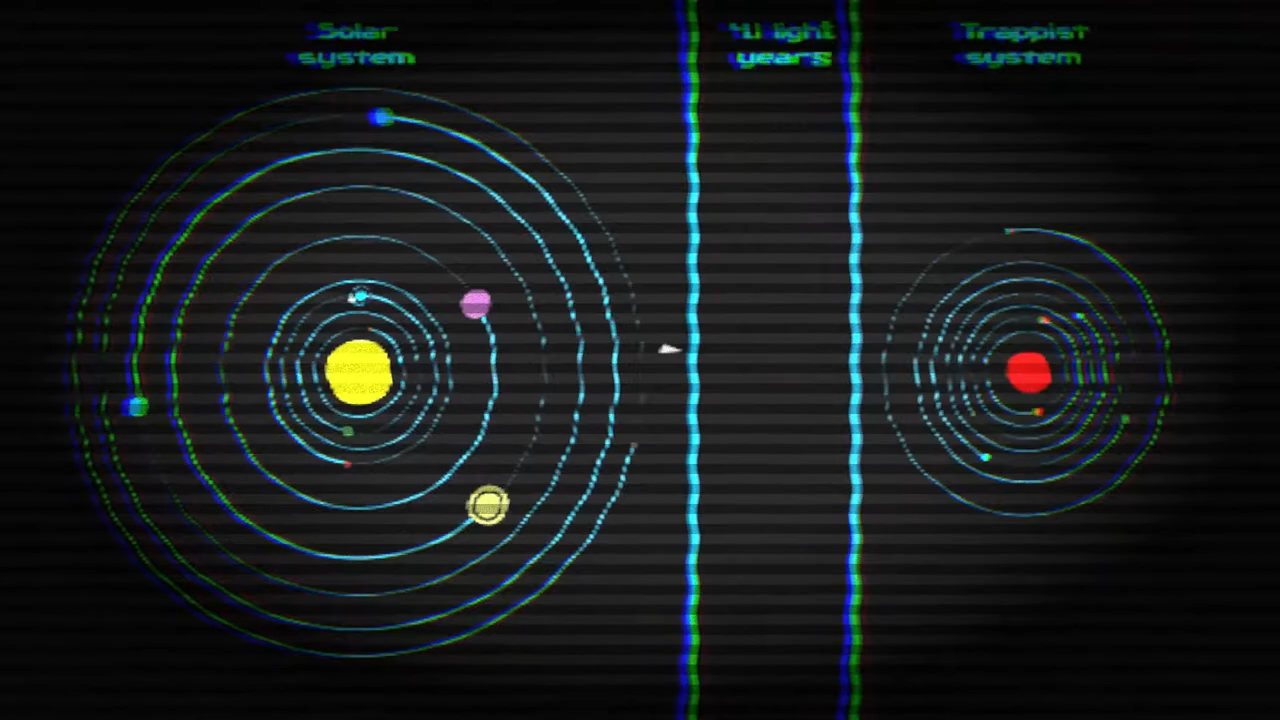 Solar
system
41 light
years
Trappist
system